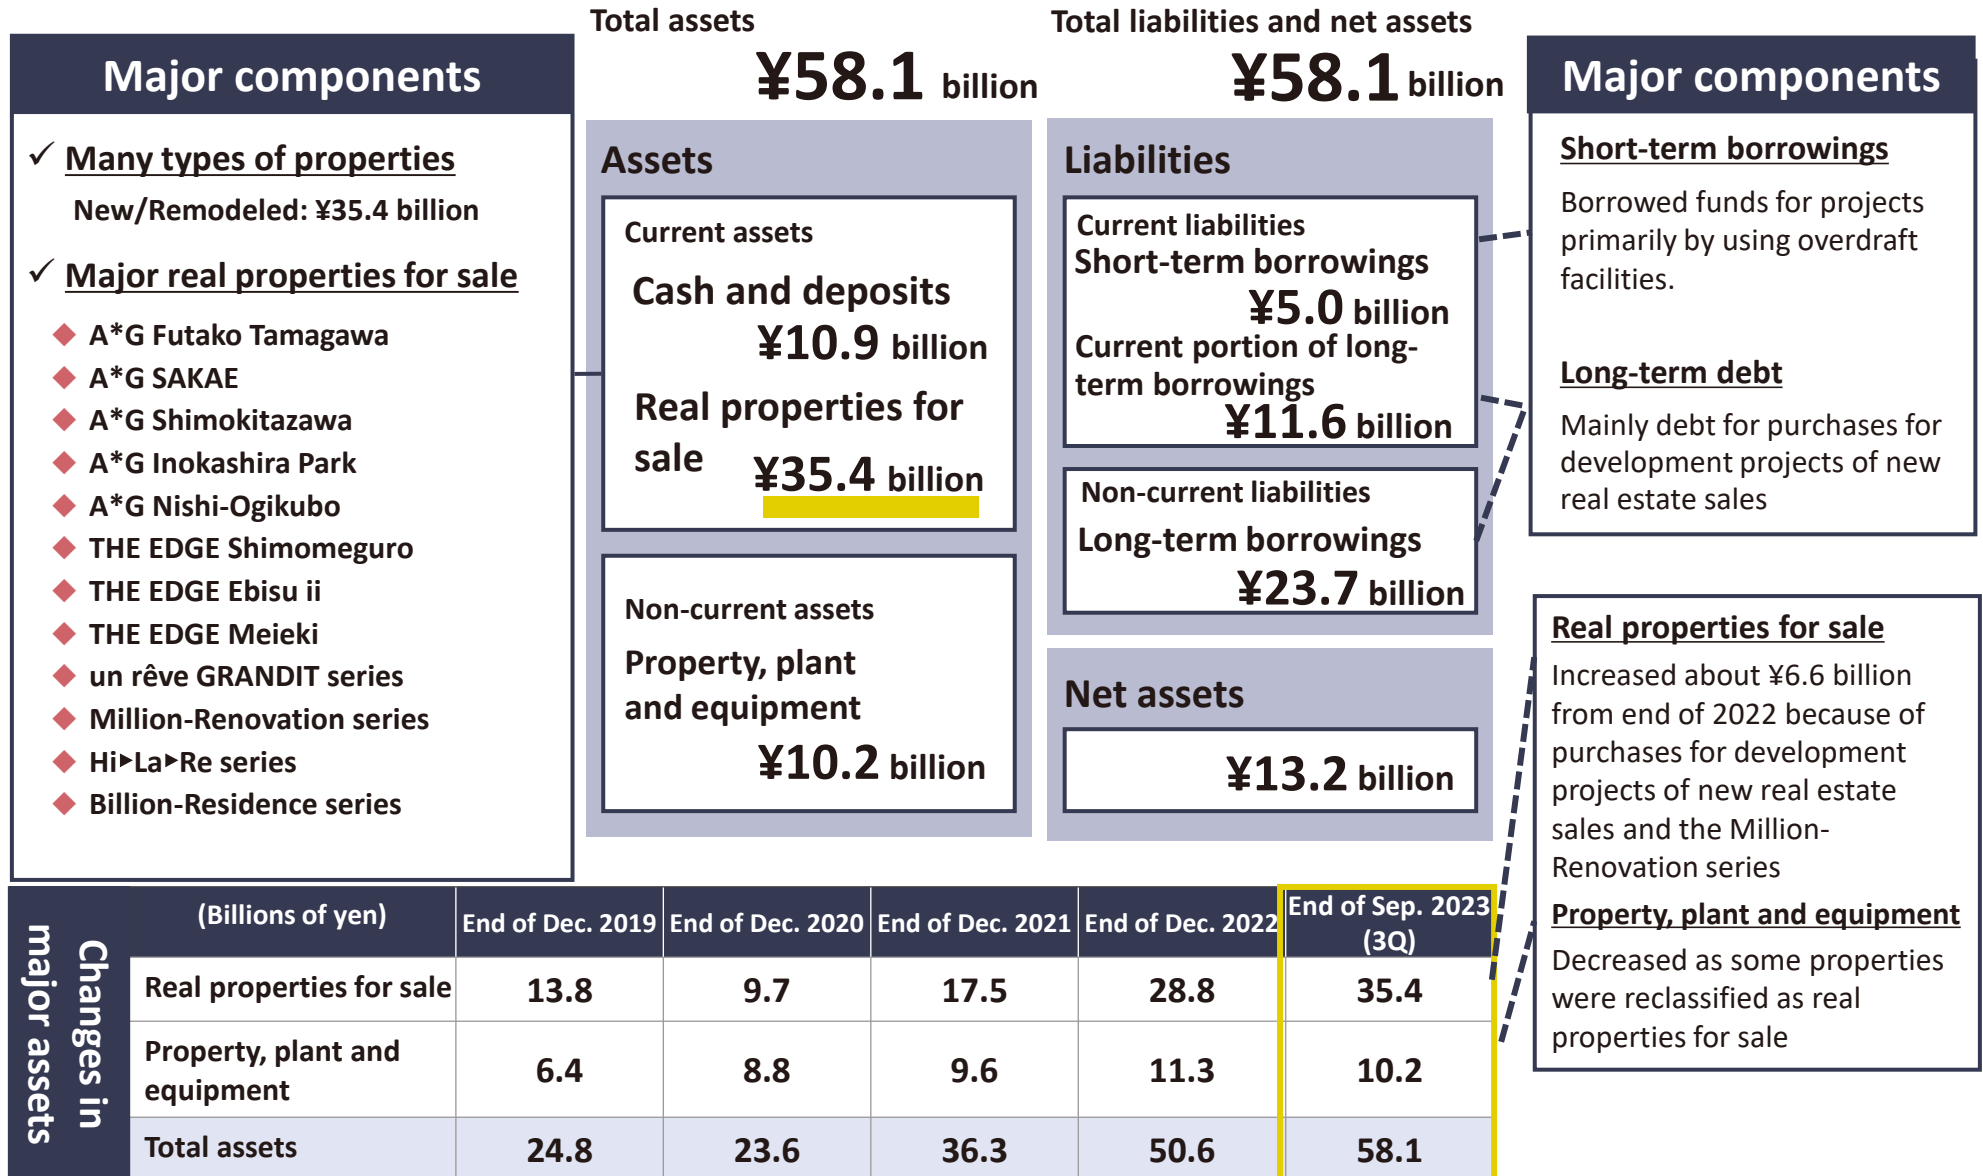 Total assets
¥58.1 billion
Total liabilities and net assets
¥58.1 billion
Major components
✓ Many types of properties
New/Remodeled: ¥35.4 billion
✓ Major real properties for sale
◆ A*G Futako Tamagawa
◆ A*G SAKAE
◆ A*G Shimokitazawa
◆ A*G Inokashira Park
◆ A*G Nishi-Ogikubo
◆ THE EDGE Shimomeguro
◆ THE EDGE Ebisu ii
◆ THE EDGE Meieki
◆ un rêve GRANDIT series
◆ Million-Renovation series
◆ Hi▸La▸Re series
◆ Billion-Residence series
Assets
Current assets
Cash and deposits
¥10.9 billion
Real properties for
sale
¥35.4 billion
Non-current assets
Property, plant
and equipment
¥10.2 billion
Liabilities
Current liabilities
Short-term borrowings
¥5.0 billion
Current portion of long-
term borrowings
¥11.6 billion
Non-current liabilities
Long-term borrowings
¥23.7 billion
Net assets
¥13.2 billion
Major components
Short-term borrowings
Borrowed funds for projects
primarily by using overdraft
facilities.
Long-term debt
Mainly debt for purchases for
development projects of new
real estate sales
Real properties for sale
Increased about ¥6.6 billion
from end of 2022 because of
purchases for development
projects of new real estate
sales and the Million-
Renovation series
Property, plant and equipment
Decreased as some properties
were reclassified as real
properties for sale
Changes in
major assets
(Billions of yen) End of Dec. 2019 End of Dec. 2020 End of Dec. 2021 End of Dec. 2022 End of Sep. 2023
(3Q)
Real properties for sale 13.8 9.7 17.5 28.8 35.4
Property, plant and
equipment 6.4 8.8 9.6 11.3 10.2
Total assets 24.8 23.6 36.3 50.6 58.1